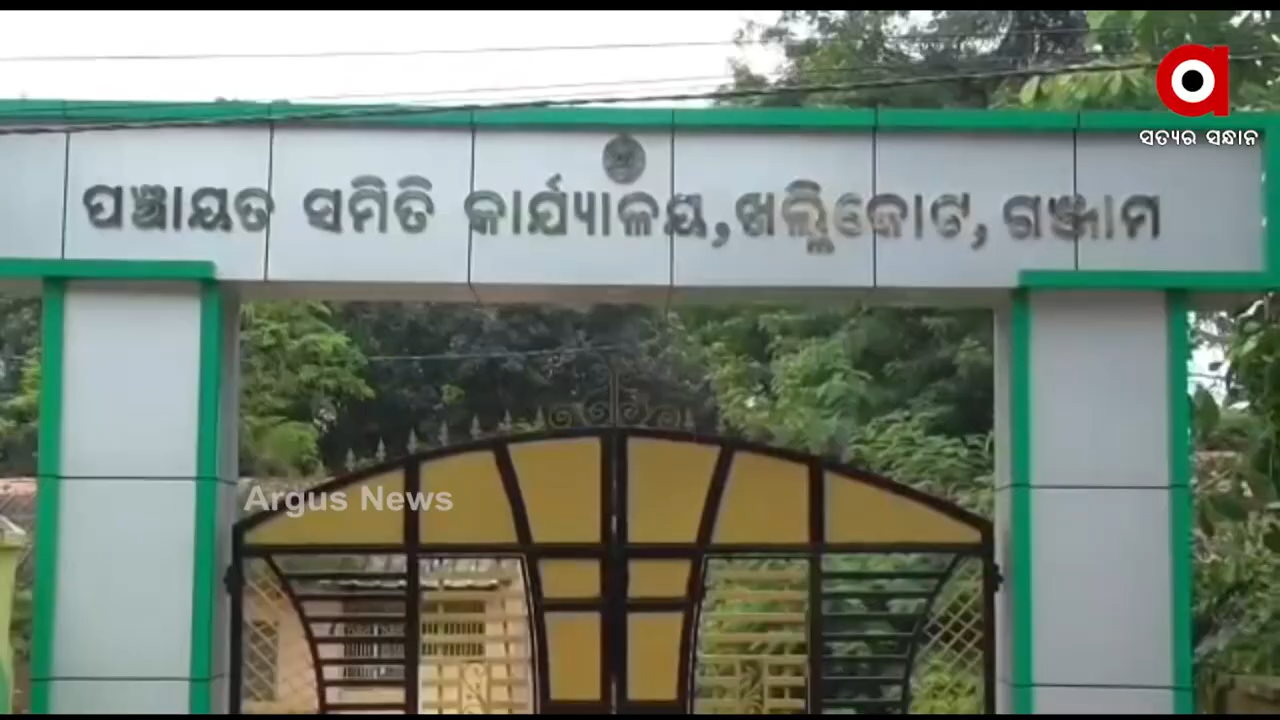 ସତ୍ୟର ସନ୍ଧାନ
ପଞ୍ଚାୟତ ସମିତି କାର୍ଯ୍ୟାଳୟ, ଖଲ୍ଲିକୋଟ, ଗଞ୍ଜାମ
Argus News